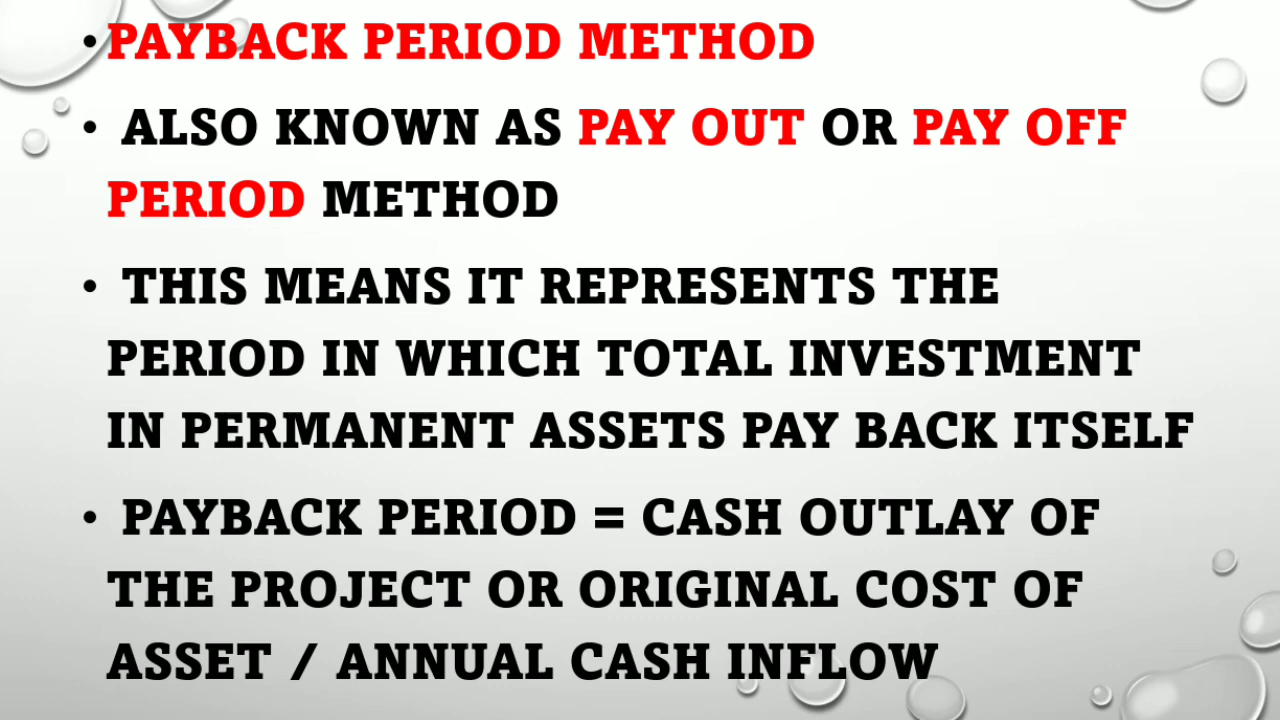 • PAYBACK PERIOD METHOD
• ALSO KNOWN AS PAY OUT OR PAY OFF
PERIOD METHOD
• THIS MEANS IT REPRESENTS THE
PERIOD IN WHICH TOTAL INVESTMENT
IN PERMANENT ASSETS PAY BACK ITSELF
• PAYBACK PERIOD = CASH OUTLAY OF
THE PROJECT OR ORIGINAL COST OF
ASSET / ANNUAL CASH INFLOW